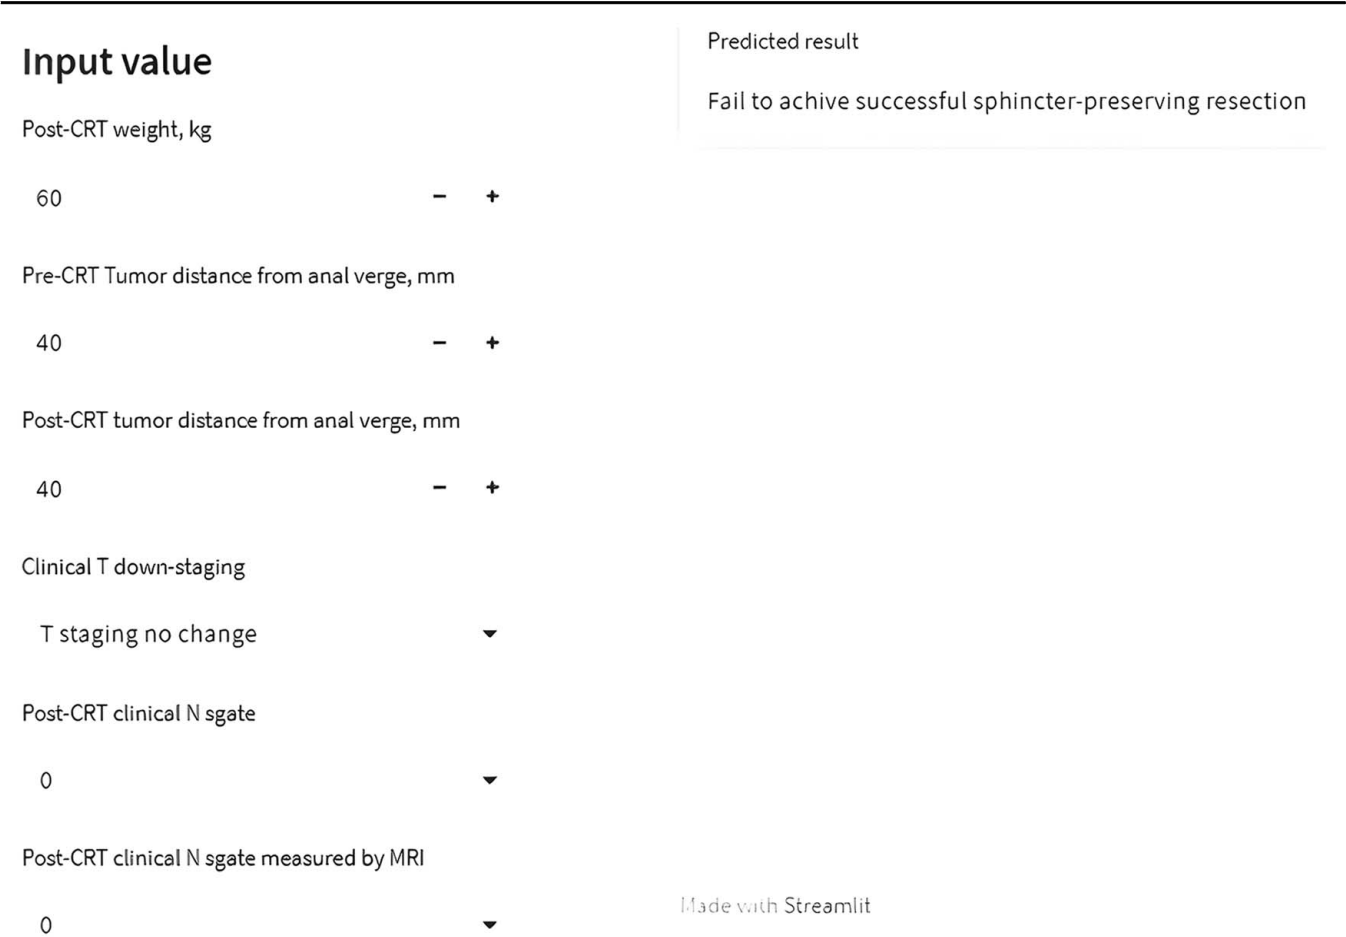 Input value
Post-CRT weight, kg
60
− +
Pre-CRT Tumor distance from anal verge, mm
40
− +
Post-CRT tumor distance from anal verge, mm
40
− +
Clinical T down-staging
T staging no change
Post-CRT clinical N sgate
0
Post-CRT clinical N sgate measured by MRI
0
Predicted result
Fail to achive successful sphincter-preserving resection
Made with Streamlit